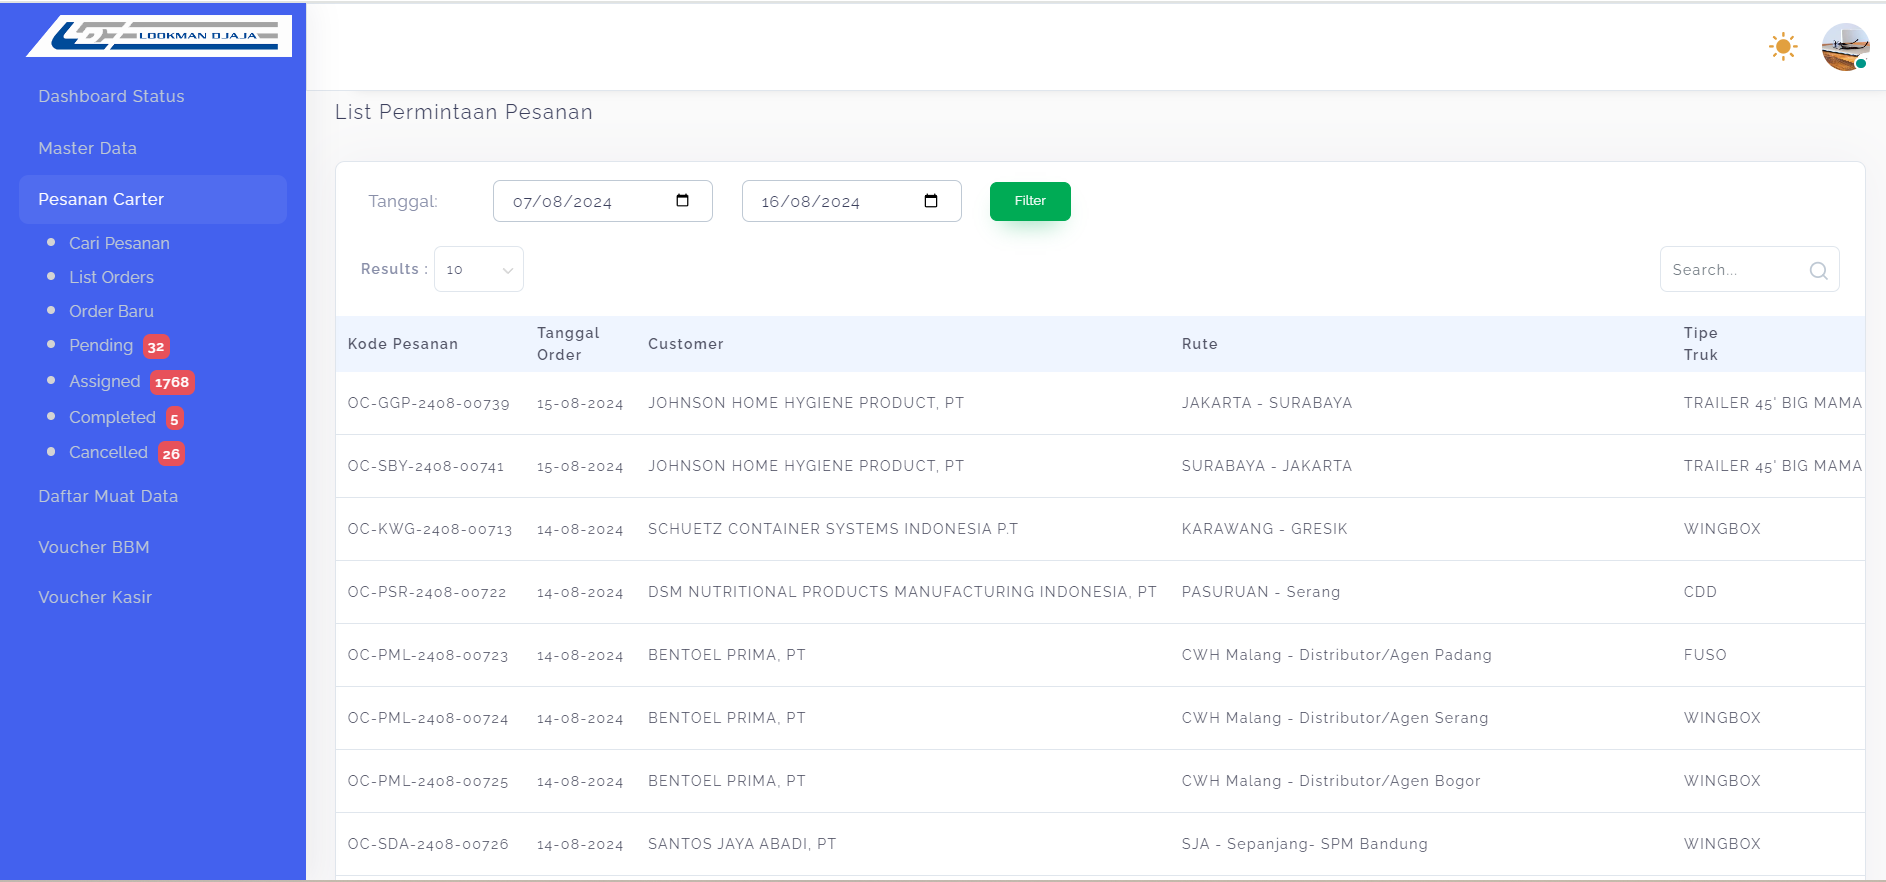 LOOKMAN DJAJA
Dashboard Status
Master Data
Pesanan Carter
Cari Pesanan
List Orders
Order Baru
Pending 32
Assigned 1768
Completed 5
Cancelled 26
Daftar Muat Data
Voucher BBM
Voucher Kasir
List Permintaan Pesanan
Tanggal: 07/08/2024 16/08/2024 Filter
Results : 10 Search...
Kode Pesanan Tanggal Order Customer Rute Tipe Truk
OC-GGP-2408-00739 15-08-2024 JOHNSON HOME HYGIENE PRODUCT, PT JAKARTA - SURABAYA TRAILER 45' BIG MAMA
OC-SBY-2408-00741 15-08-2024 JOHNSON HOME HYGIENE PRODUCT, PT SURABAYA - JAKARTA TRAILER 45' BIG MAMA
OC-KWG-2408-00713 14-08-2024 SCHUETZ CONTAINER SYSTEMS INDONESIA P.T KARAWANG - GRESIK WINGBOX
OC-PSR-2408-00722 14-08-2024 DSM NUTRITIONAL PRODUCTS MANUFACTURING INDONESIA, PT PASURUAN - Serang CDD
OC-PML-2408-00723 14-08-2024 BENTOEL PRIMA, PT CWH Malang - Distributor/Agen Padang FUSO
OC-PML-2408-00724 14-08-2024 BENTOEL PRIMA, PT CWH Malang - Distributor/Agen Serang WINGBOX
OC-PML-2408-00725 14-08-2024 BENTOEL PRIMA, PT CWH Malang - Distributor/Agen Bogor WINGBOX
OC-SDA-2408-00726 14-08-2024 SANTOS JAYA ABADI, PT SJA - Sepanjang- SPM Bandung WINGBOX